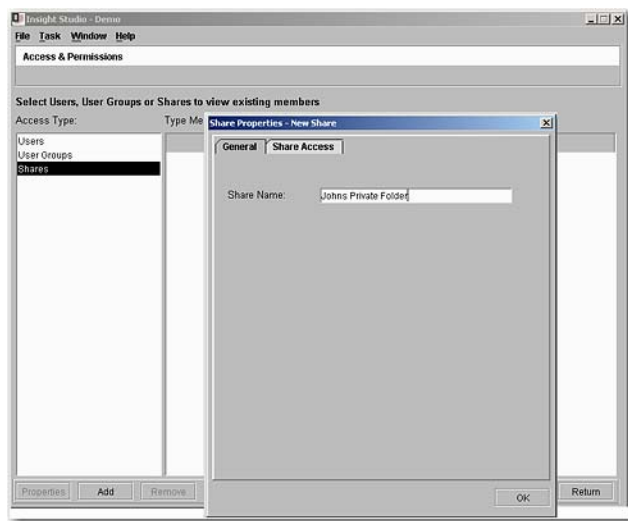 Insight Studio - Demo
File Task Window Help
Access & Permissions
Select Users, User Groups or Shares to view existing members
Access Type:
Type Me
Users
User Groups
Shares
Share Properties - New Share
General
Share Access
Share Name:
Johns Private Folder
Properties
Add
Remove
OK
Return